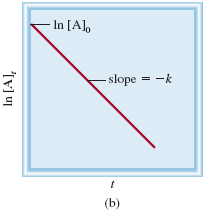 ln [A]₀
slope = −k
ln [A]ₜ
t
(b)